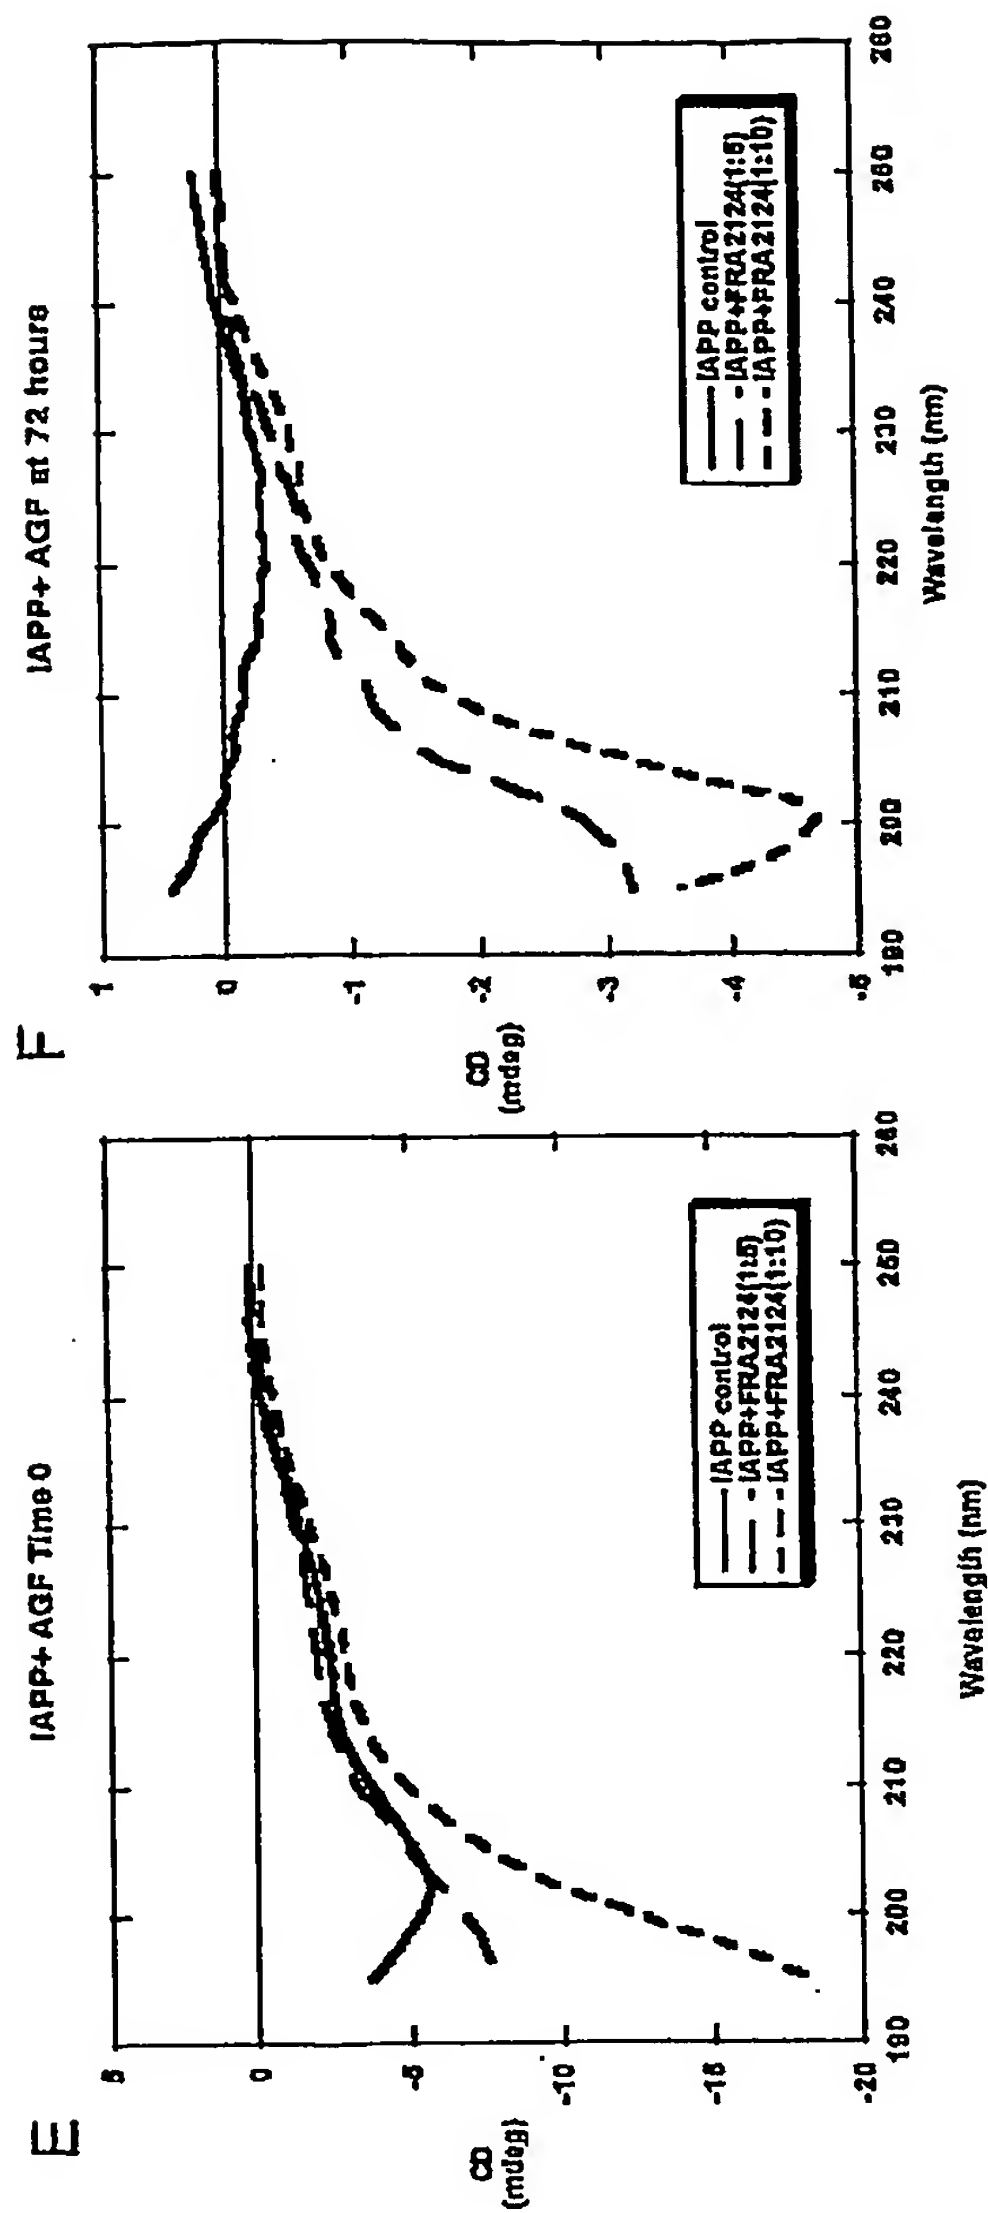 E
IAPP+ AGF Time 0
5
0
-5
-10
-15
-20
CD
(mdeg)
190
200
210
220
230
240
250
260
Wavelength (nm)
IAPP control
IAPP+FRA2124(1:5)
IAPP+FRA2124(1:10)
F
IAPP+ AGP at 72 hours
1
0
-1
-2
-3
-4
-5
CD
(mdeg)
190
200
210
220
230
240
250
260
Wavelength (nm)
IAPP control
IAPP+FRA2124(1:5)
IAPP+FRA2124(1:10)